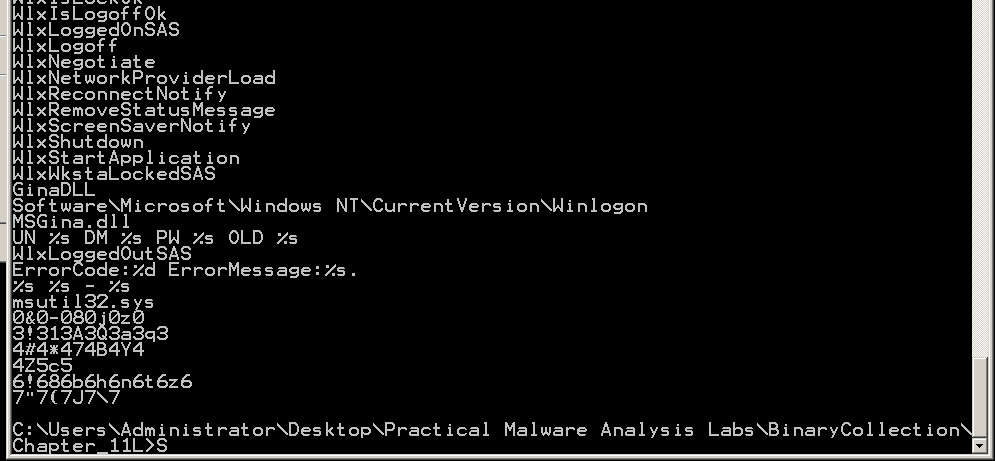 WlxIsLockOk
WlxIsLogoffOk
WlxLoggedOnSAS
WlxLogoff
WlxNegotiate
WlxNetworkProviderLoad
WlxReconnectNotify
WlxRemoveStatusMessage
WlxScreenSaverNotify
WlxShutdown
WlxStartApplication
WlxWkstaLockedSAS
GinaDLL
Software\Microsoft\Windows NT\CurrentVersion\Winlogon
MSGina.dll
UN %s DM %s PW %s OLD %s
WlxLoggedOutSAS
ErrorCode:%d ErrorMessage:%s.
%s %s - %s
msutil32.sys
0&0-080j0z0
3!313A3Q3a3q3
4#4*474B4Y4
4Z5c5
6!686b6h6n6t6z6
7"7(7J7\7
C:\Users\Administrator\Desktop\Practical Malware Analysis Labs\BinaryCollection\
Chapter_11L>S